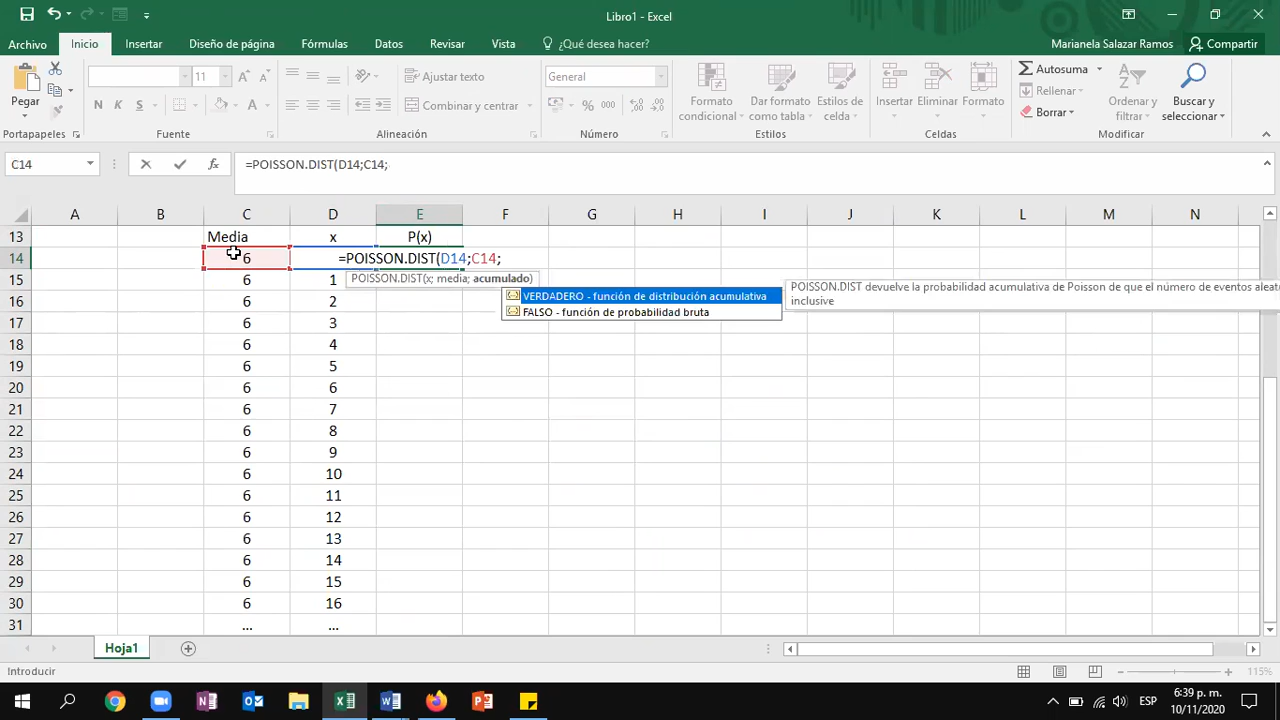 Libro1 - Excel
Archivo Inicio Insertar Diseño de página Fórmulas Datos Revisar Vista ¿Qué desea hacer? Marianela Salazar Ramos Compartir
Pegar
11 A A
N K S A
Ajustar texto
Combinar y centrar
General
% 000
Formato condicional
Dar formato como tabla
Estilos de celda
Insertar Eliminar Formato
Autosuma
Rellenar
Borrar
Ordenar y filtrar
Buscar y seleccionar
Portapapeles Fuente Alineación Número Estilos Celdas Modificar
C14 fx =POISSON.DIST(D14;C14;
A B C D E F G H I J K L M N
13 Media x P(x)
14 6 =POISSON.DIST(D14;C14;
POISSON.DIST(x; media; acumulado)
VERDADERO - función de distribución acumulativa
FALSO - función de probabilidad bruta
POISSON.DIST devuelve la probabilidad acumulativa de Poisson de que el número de eventos
inclusive
15 6 1
16 6 2
17 6 3
18 6 4
19 6 5
20 6 6
21 6 7
22 6 8
23 6 9
24 6 10
25 6 11
26 6 12
27 6 13
28 6 14
29 6 15
30 6 16
31 ... ...
Hoja1
Introducir 115%
ESP
6:39 p. m.
10/11/2020